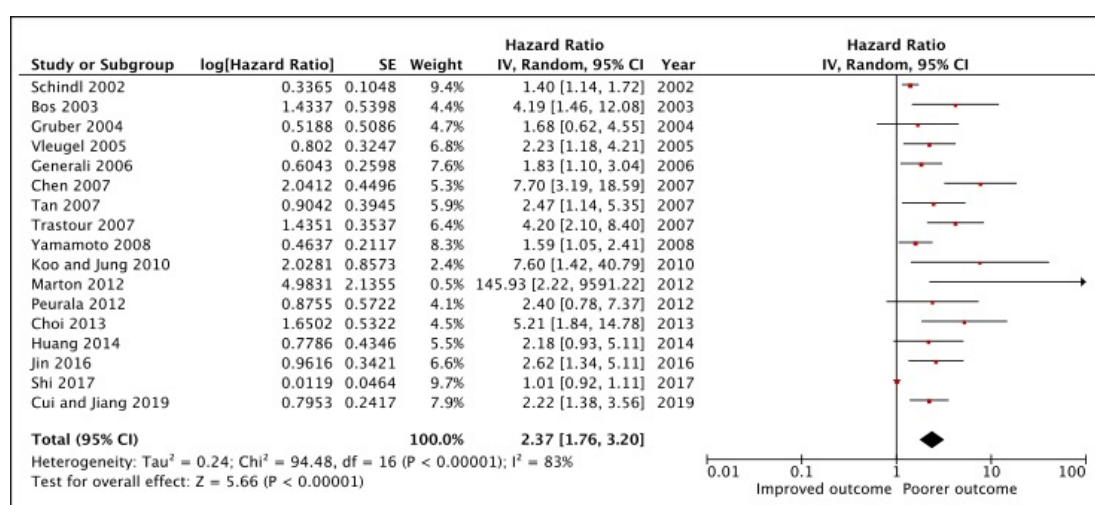 Hazard Ratio Hazard Ratio
Study or Subgroup log[Hazard Ratio] SE Weight IV, Random, 95% CI Year IV, Random, 95% CI
Schindl 2002 0.3365 0.1048 9.4% 1.40 [1.14, 1.72] 2002
Bos 2003 1.4337 0.5398 4.4% 4.19 [1.46, 12.08] 2003
Gruber 2004 0.5188 0.5086 4.7% 1.68 [0.62, 4.55] 2004
Vleugel 2005 0.802 0.3247 6.8% 2.23 [1.18, 4.21] 2005
Generali 2006 0.6043 0.2598 7.6% 1.83 [1.10, 3.04] 2006
Chen 2007 2.0412 0.4496 5.3% 7.70 [3.19, 18.59] 2007
Tan 2007 0.9042 0.3945 5.9% 2.47 [1.14, 5.35] 2007
Trastour 2007 1.4351 0.3537 6.4% 4.20 [2.10, 8.40] 2007
Yamamoto 2008 0.4637 0.2117 8.3% 1.59 [1.05, 2.41] 2008
Koo and Jung 2010 2.0281 0.8573 2.4% 7.60 [1.42, 40.79] 2010
Marton 2012 4.9831 2.1355 0.5% 145.93 [2.22, 9591.22] 2012
Peurala 2012 0.8755 0.5722 4.1% 2.40 [0.78, 7.37] 2012
Choi 2013 1.6502 0.5322 4.5% 5.21 [1.84, 14.78] 2013
Huang 2014 0.7786 0.4346 5.5% 2.18 [0.93, 5.11] 2014
Jin 2016 0.9616 0.3421 6.6% 2.62 [1.34, 5.11] 2016
Shi 2017 0.0119 0.0464 9.7% 1.01 [0.92, 1.11] 2017
Cui and Jiang 2019 0.7953 0.2417 7.9% 2.22 [1.38, 3.56] 2019
Total (95% CI) 100.0% 2.37 [1.76, 3.20]
Heterogeneity: Tau² = 0.24; Chi² = 94.48, df = 16 (P < 0.00001); I² = 83%
Test for overall effect: Z = 5.66 (P < 0.00001)
0.01 0.1 1 10 100
Improved outcome Poorer outcome